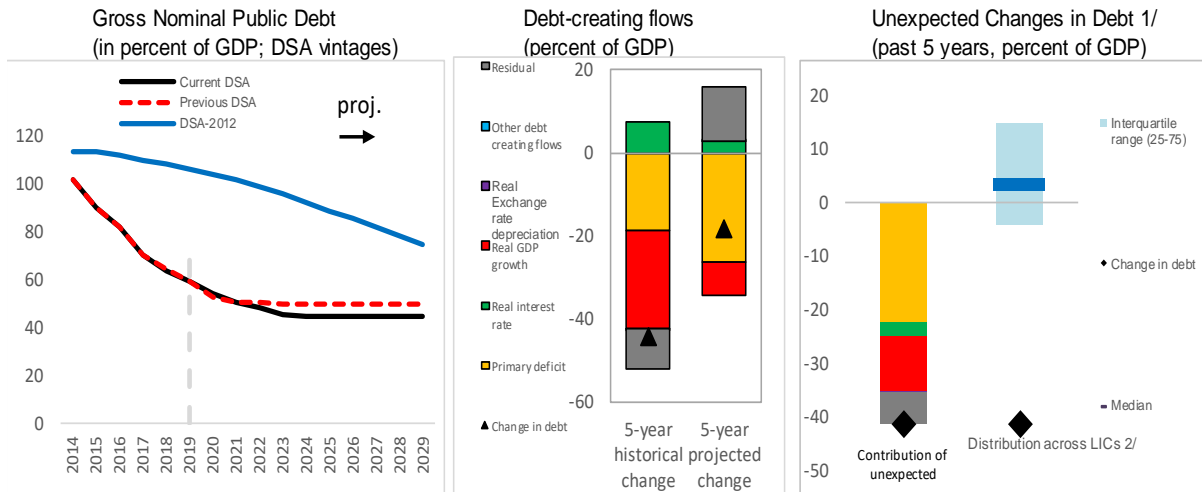 Gross Nominal Public Debt
(in percent of GDP; DSA vintages)
Current DSA
Previous DSA
DSA-2012
proj.
120
100
80
60
40
20
0
2014
2015
2016
2017
2018
2019
2020
2021
2022
2023
2024
2025
2026
2027
2028
2029
Debt-creating flows
(percent of GDP)
Residual
Other debt
creating flows
Real
Exchange
rate
depreciation
Real GDP
growth
Real interest
rate
Primary deficit
Change in debt
20
0
-20
-40
-60
5-year
historical
change
5-year
projected
change
Unexpected Changes in Debt 1/
(past 5 years, percent of GDP)
20
10
0
-10
-20
-30
-40
-50
Interquartile
range (25-75)
Change in debt
Median
Contribution of
unexpected
Distribution across LICs 2/